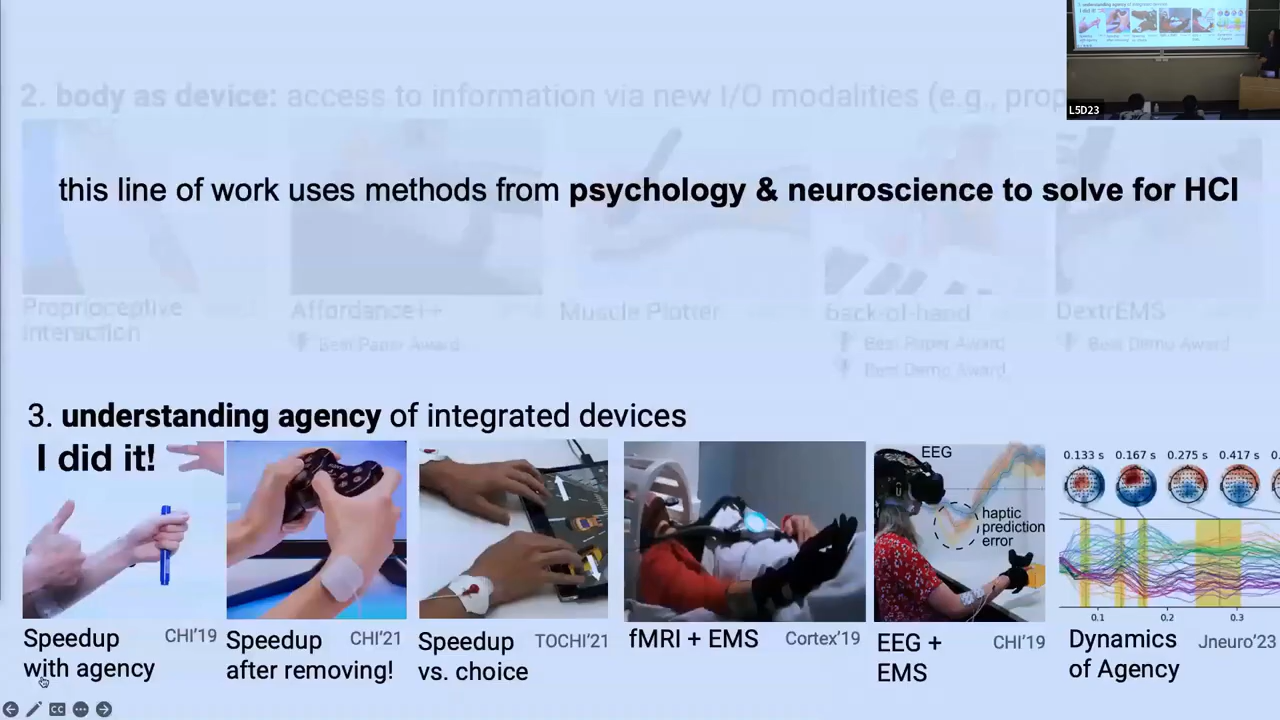 2. body as device: access to information via new I/O modalities (e.g., prop
L5D23
this line of work uses methods from psychology & neuroscience to solve for HCI
Proprioceptive
Interaction
Affordance++
Best Paper Award
Muscle Plotter
back-of-hand
Best Paper Award
Best Demo Award
DextrEMS
Best Demo Award
3. understanding agency of integrated devices
I did it!
EEG
haptic
prediction
error
0.133 s 0.167 s 0.275 s 0.417 s 0.
0.1 0.2 0.3
Speedup
with agency
CHI'19
Speedup
after removing!
CHI'21
Speedup
vs. choice
TOCHI'21
fMRI + EMS
Cortex'19
EEG +
EMS
CHI'19
Dynamics
of Agency
Jneuro'23
CC